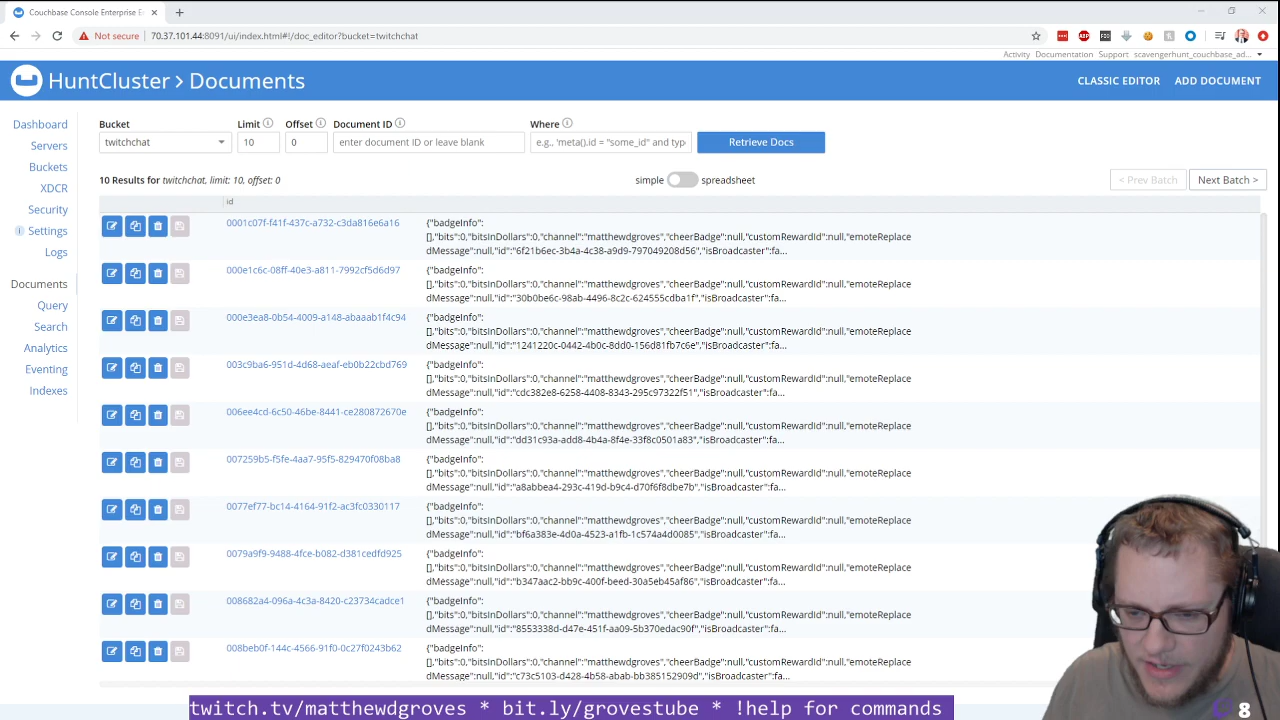 Couchbase Console Enterprise E
Not secure
70.37.101.44:8091/ui/index.html#!/doc_editor?bucket=twitchchat
Activity Documentation Support scavengerhunt_couchbase_ad...
HuntCluster > Documents
CLASSIC EDITOR ADD DOCUMENT
Dashboard
Servers
Buckets
XDCR
Security
Settings
Logs
Documents
Query
Search
Analytics
Eventing
Indexes
Bucket Limit Offset Document ID Where
twitchchat 10 0 enter document ID or leave blank e.g., 'meta().id = "some_id" and typ Retrieve Docs
10 Results for twitchchat, limit: 10, offset: 0
simple spreadsheet
< Prev Batch Next Batch >
id
0001c07f-f41f-437c-a732-c3da816e6a16
{"badgeInfo":
[],"bits":0,"bitsInDollars":0,"channel":"matthewdgroves","cheerBadge":null,"customRewardId":null,"emoteReplace
dMessage":null,"id":"6f21b6ec-3b4a-4c38-a9d9-797049208d56","isBroadcaster":fa...
000e1c6c-08ff-40e3-a811-7992cf5d6d97
{"badgeInfo":
[],"bits":0,"bitsInDollars":0,"channel":"matthewdgroves","cheerBadge":null,"customRewardId":null,"emoteReplace
dMessage":null,"id":"30b0be6c-98ab-4496-8c2c-624555cdba1f","isBroadcaster":fa...
000e3ea8-0b54-4009-a148-abaaab1f4c94
{"badgeInfo":
[],"bits":0,"bitsInDollars":0,"channel":"matthewdgroves","cheerBadge":null,"customRewardId":null,"emoteReplace
dMessage":null,"id":"1241220c-0442-4b0c-8dd0-156d81fb7c6e","isBroadcaster":fa...
003c9ba6-951d-4d68-aeaf-eb0b22cbd769
{"badgeInfo":
[],"bits":0,"bitsInDollars":0,"channel":"matthewdgroves","cheerBadge":null,"customRewardId":null,"emoteReplace
dMessage":null,"id":"cdc382e8-6258-4408-8343-295c97322f51","isBroadcaster":fa...
006ee4cd-6c50-46be-8441-ce280872670e
{"badgeInfo":
[],"bits":0,"bitsInDollars":0,"channel":"matthewdgroves","cheerBadge":null,"customRewardId":null,"emoteReplace
dMessage":null,"id":"dd31c93a-add8-4b4a-8f4e-33f8c0501a83","isBroadcaster":fa...
007259b5-f5fe-4aa7-95f5-829470f08ba8
{"badgeInfo":
[],"bits":0,"bitsInDollars":0,"channel":"matthewdgroves","cheerBadge":null,"customRewardId":null,"emoteReplace
dMessage":null,"id":"a8abbea4-293c-419d-b9c4-d70f6f8dbe7b","isBroadcaster":fa...
0077ef77-bc14-4164-91f2-ac3fc0330117
{"badgeInfo":
[],"bits":0,"bitsInDollars":0,"channel":"matthewdgroves","cheerBadge":null,"customRewardId":null,"emoteReplace
dMessage":null,"id":"bf6a383e-4d0a-4523-a1fb-1c574a4d0085","isBroadcaster":fa...
0079a9f9-9488-4fce-b082-d381cedfd925
{"badgeInfo":
[],"bits":0,"bitsInDollars":0,"channel":"matthewdgroves","cheerBadge":null,"customRewardId":null,"emoteReplace
dMessage":null,"id":"b347aac2-bb9c-400f-beed-30a5eb45af86","isBroadcaster":fa...
008682a4-096a-4c3a-8420-c23734cadce1
{"badgeInfo":
[],"bits":0,"bitsInDollars":0,"channel":"matthewdgroves","cheerBadge":null,"customRewardId":null,"emoteReplace
dMessage":null,"id":"8553338d-d47e-451f-aa09-5b370edac90f","isBroadcaster":fa...
008beb0f-144c-4566-91f0-0c27f0243b62
{"badgeInfo":
[],"bits":0,"bitsInDollars":0,"channel":"matthewdgroves","cheerBadge":null,"customRewardId":null,"emoteReplace
dMessage":null,"id":"c73c5103-d428-4b58-abab-bb385152909d","isBroadcaster":fa...
twitch.tv/matthewdgroves * bit.ly/grovestube * !help for commands
8